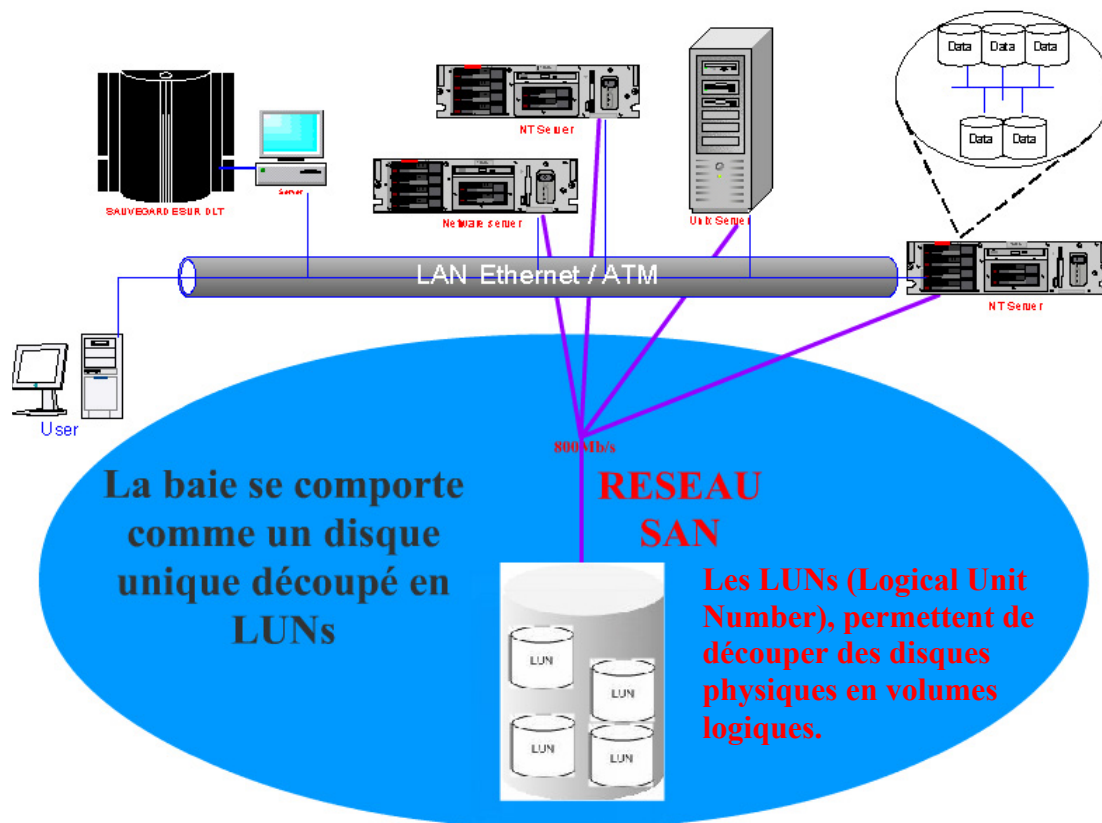 Data
Data
Data
Data
Data
NT Server
Server
SAUVEGARDE SUR DLT
Netware server
Unix Server
LAN Ethernet / ATM
NT Server
User
800Mb/s
La baie se comporte
comme un disque
unique découpé en
LUNs
RESEAU
SAN
Les LUNs (Logical Unit
Number), permettent de
découper des disques
physiques en volumes
logiques.
LUN
LUN
LUN
LUN